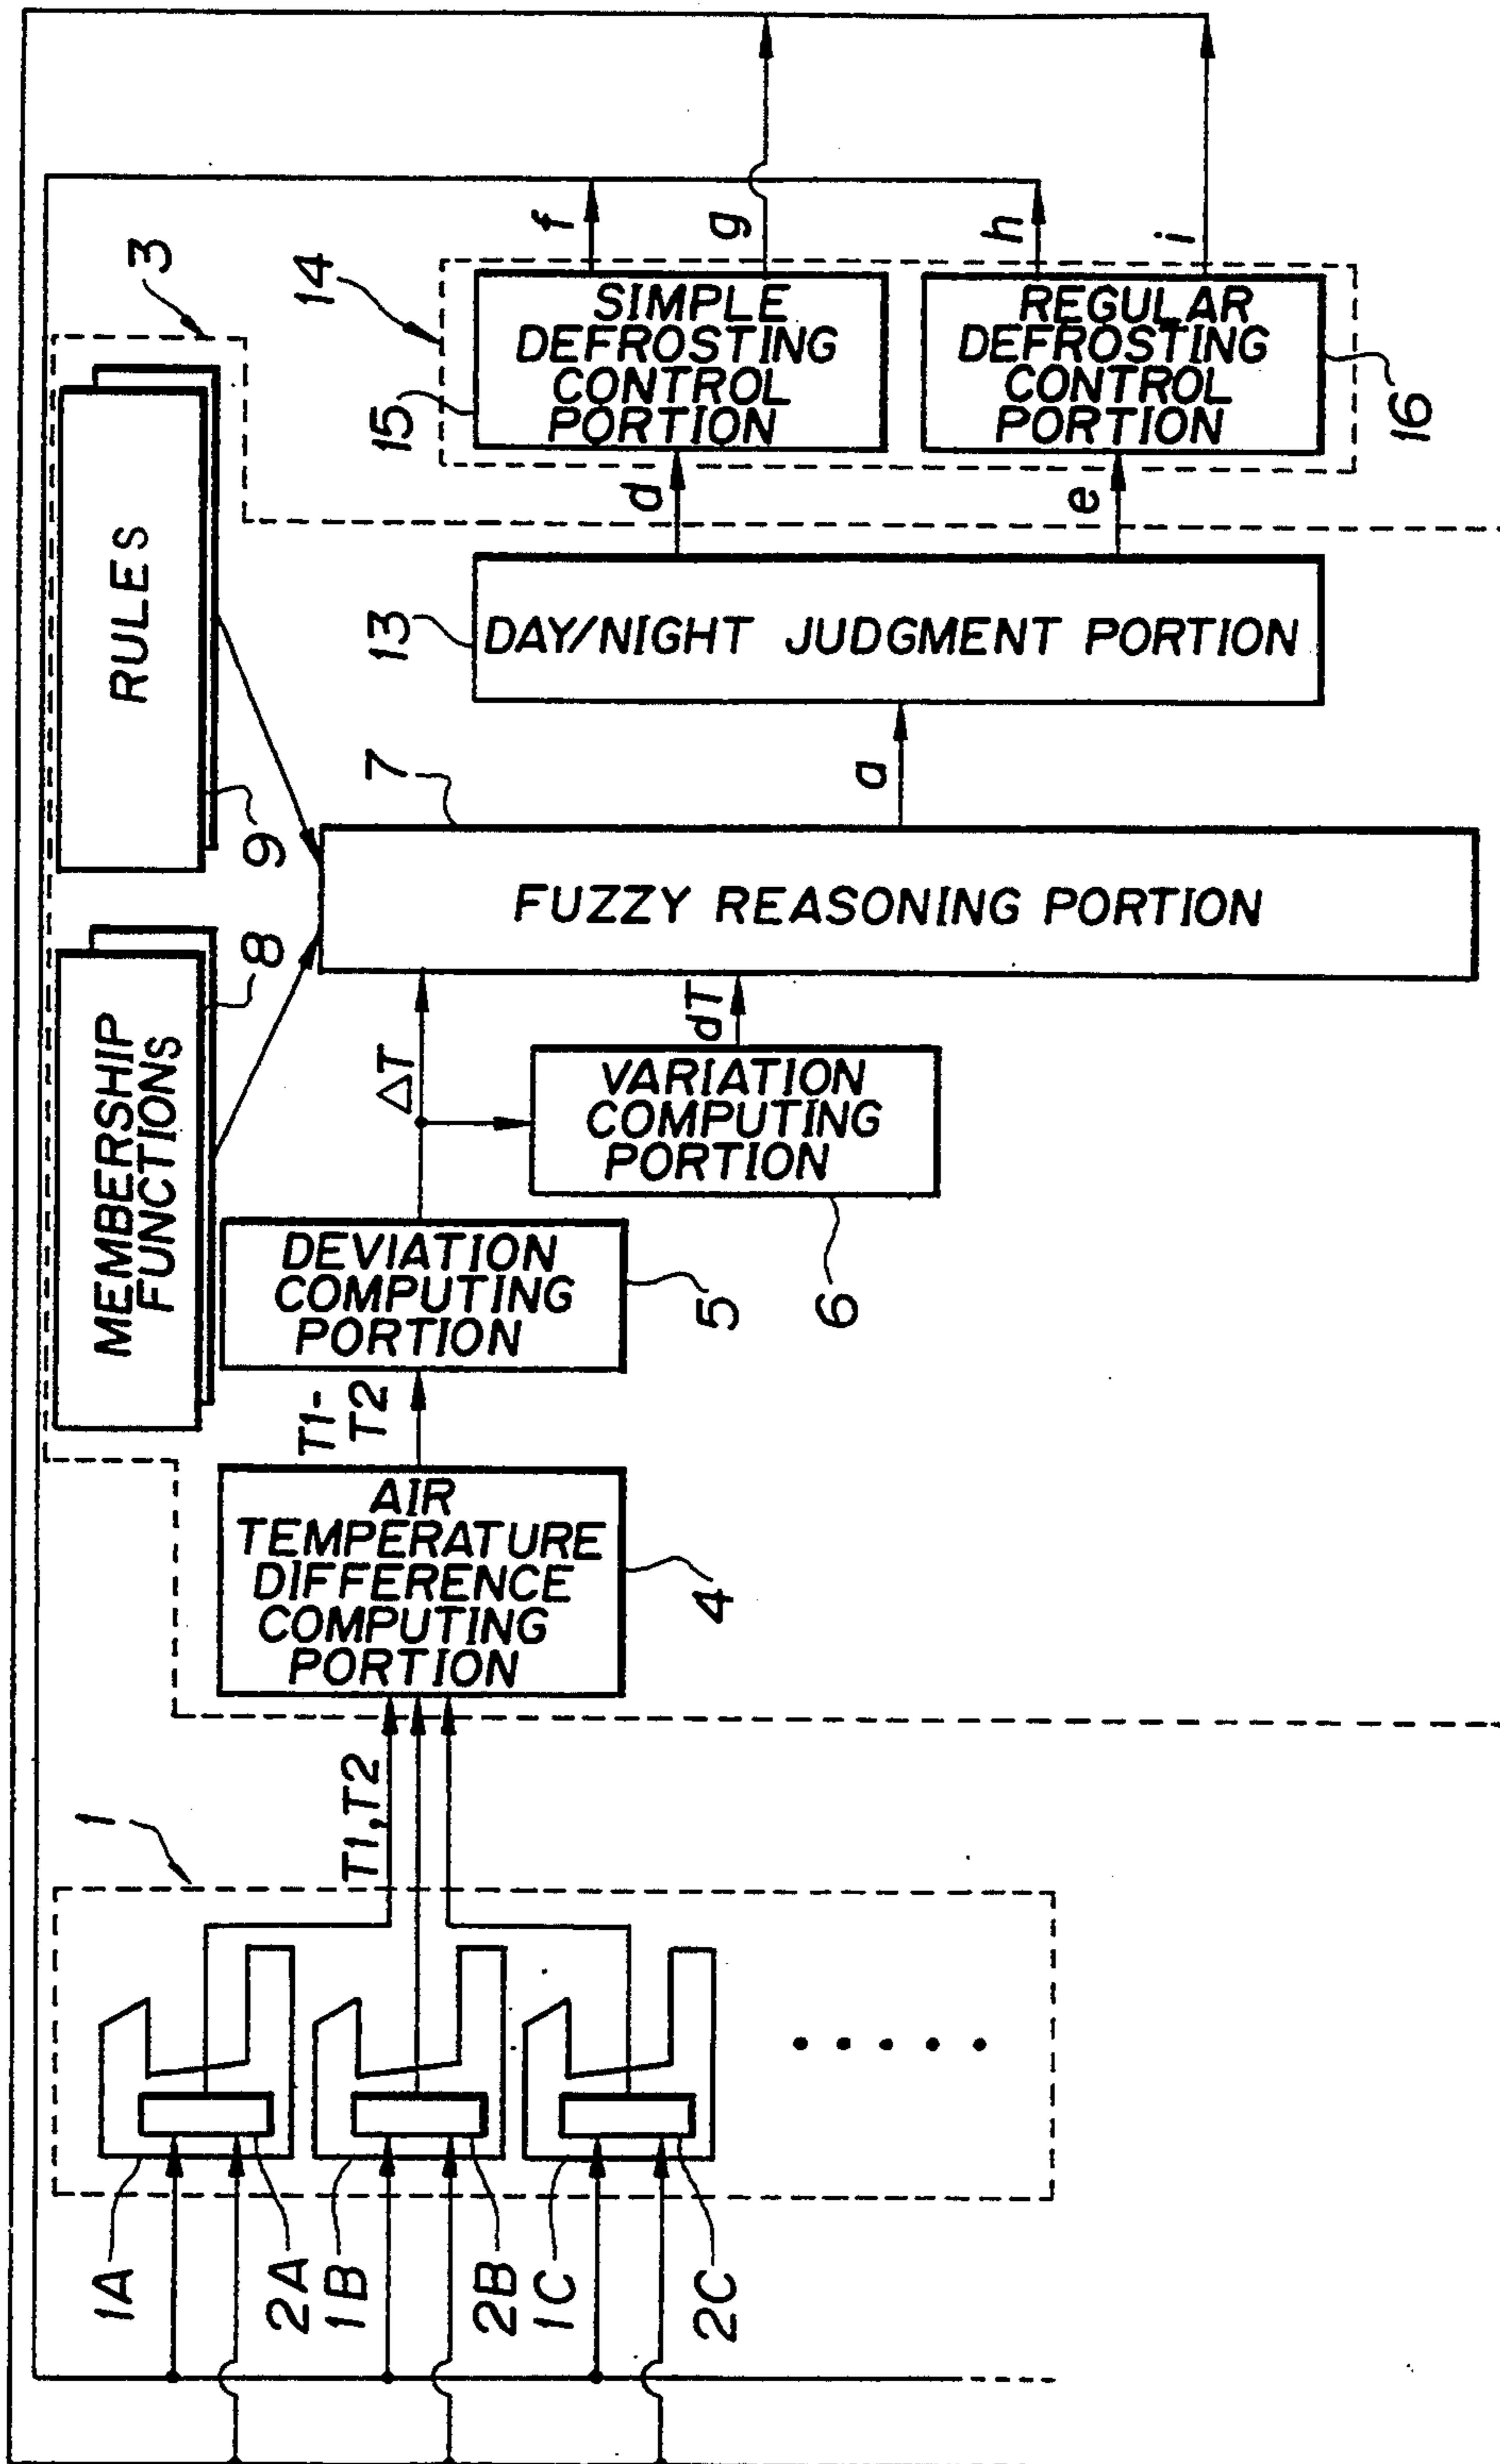 1
1A
2A
1B
2B
1C
2C
T1,T2
AIR
TEMPERATURE
DIFFERENCE
COMPUTING
PORTION
4
T1-
T2
DEVIATION
COMPUTING
PORTION
5
ΔT
VARIATION
COMPUTING
PORTION
6
dT
MEMBERSHIP
FUNCTIONS
8
RULES
9
3
FUZZY REASONING PORTION
7
a
DAY/NIGHT JUDGMENT PORTION
13
d
e
14
SIMPLE
DEFROSTING
CONTROL
PORTION
15
REGULAR
DEFROSTING
CONTROL
PORTION
16
f
g
h
i